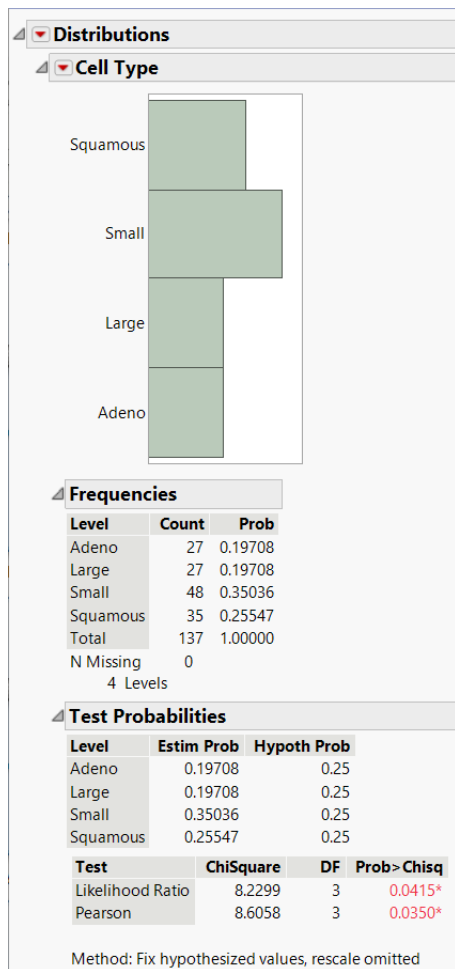 Distributions
Cell Type
Squamous
Small
Large
Adeno
Frequencies
Level Count Prob
Adeno 27 0.19708
Large 27 0.19708
Small 48 0.35036
Squamous 35 0.25547
Total 137 1.00000
N Missing 0
4 Levels
Test Probabilities
Level Estim Prob Hypoth Prob
Adeno 0.19708 0.25
Large 0.19708 0.25
Small 0.35036 0.25
Squamous 0.25547 0.25
Test ChiSquare DF Prob>Chisq
Likelihood Ratio 8.2299 3 0.0415*
Pearson 8.6058 3 0.0350*
Method: Fix hypothesized values, rescale omitted